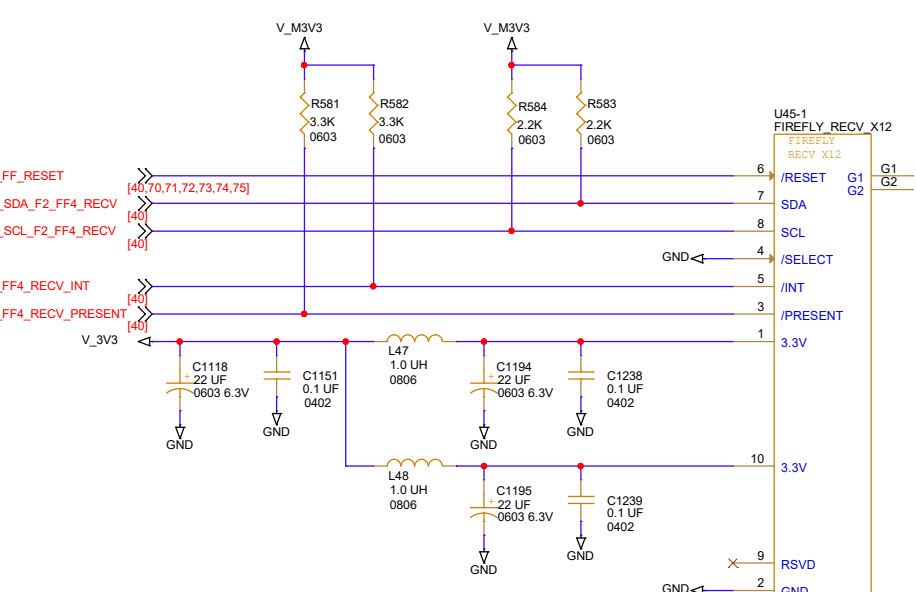 V_M3V3
V_M3V3
R581
3.3K
0603
R582
3.3K
0603
R584
2.2K
0603
R583
2.2K
0603
U45-1
FIREFLY_RECV_X12
FIREFLY
RECV X12
_FF_RESET
[40,70,71,72,73,74,75]
6
/RESET
G1
G1
G2
G2
_SDA_F2_FF4_RECV
[40]
7
SDA
_SCL_F2_FF4_RECV
[40]
8
SCL
GND
4
/SELECT
_FF4_RECV_INT
[40]
5
/INT
_FF4_RECV_PRESENT
[40]
3
/PRESENT
V_3V3
1
3.3V
L47
1.0 UH
0806
C1118
+
22 UF
0603 6.3V
GND
C1151
0.1 UF
0402
GND
C1194
+
22 UF
0603 6.3V
GND
C1238
0.1 UF
0402
GND
10
3.3V
L48
1.0 UH
0806
C1195
+
22 UF
0603 6.3V
GND
C1239
0.1 UF
0402
GND
9
RSVD
GND
2
GND